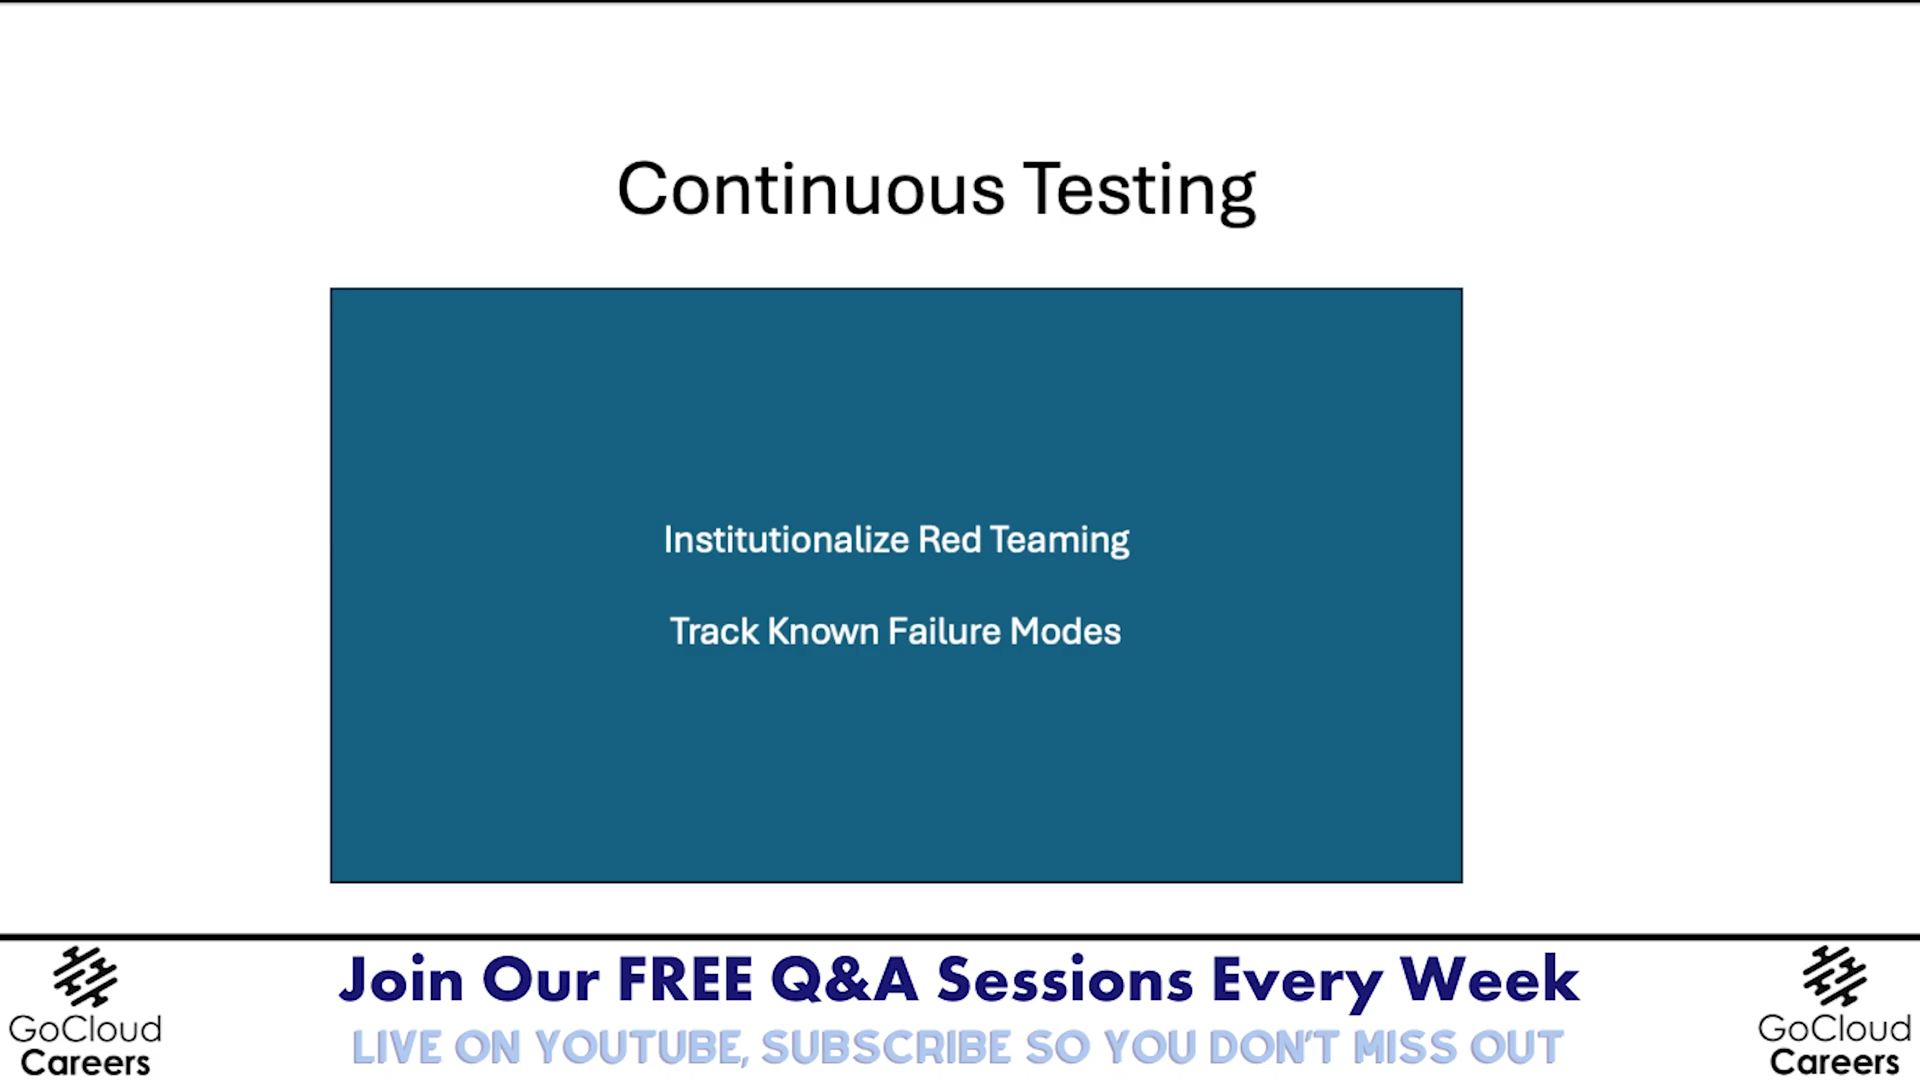 Continuous Testing
Institutionalize Red Teaming
Track Known Failure Modes
Join Our FREE Q&A Sessions Every Week
LIVE ON YOUTUBE, SUBSCRIBE SO YOU DON'T MISS OUT
GoCloud
Careers
GoCloud
Careers